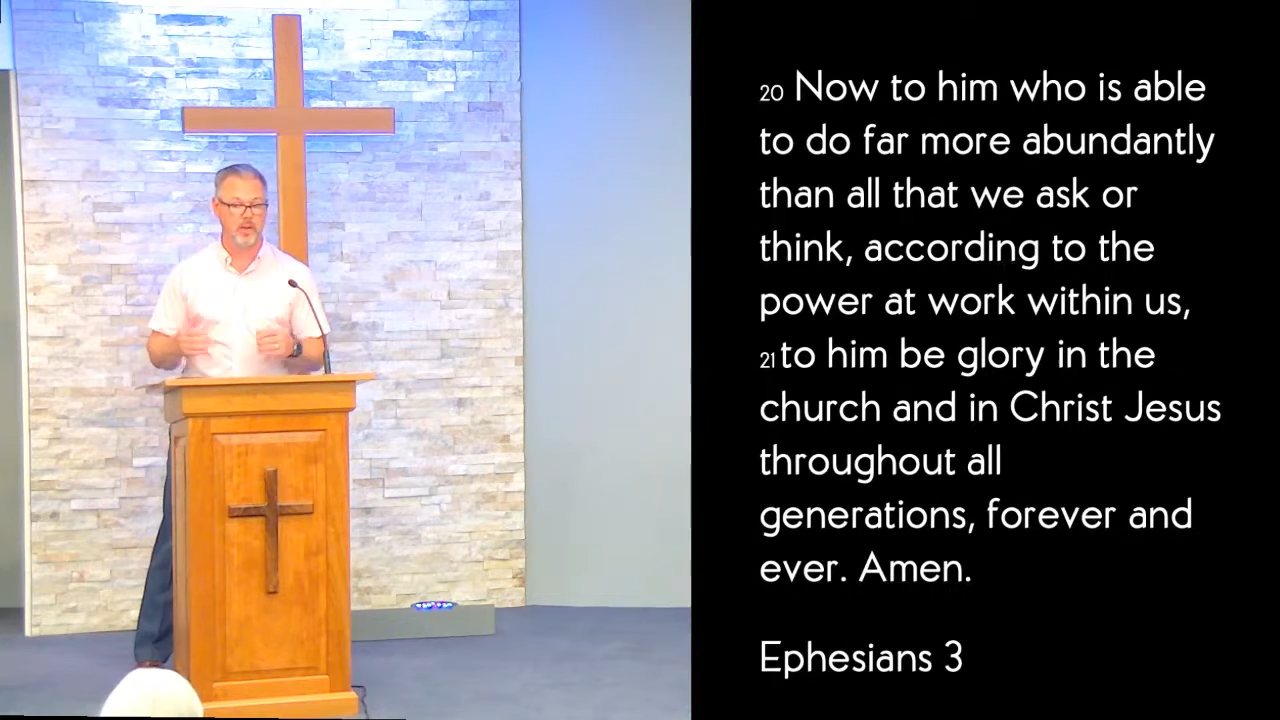 20 Now to him who is able
to do far more abundantly
than all that we ask or
think, according to the
power at work within us,
21 to him be glory in the
church and in Christ Jesus
throughout all
generations, forever and
ever. Amen.
Ephesians 3